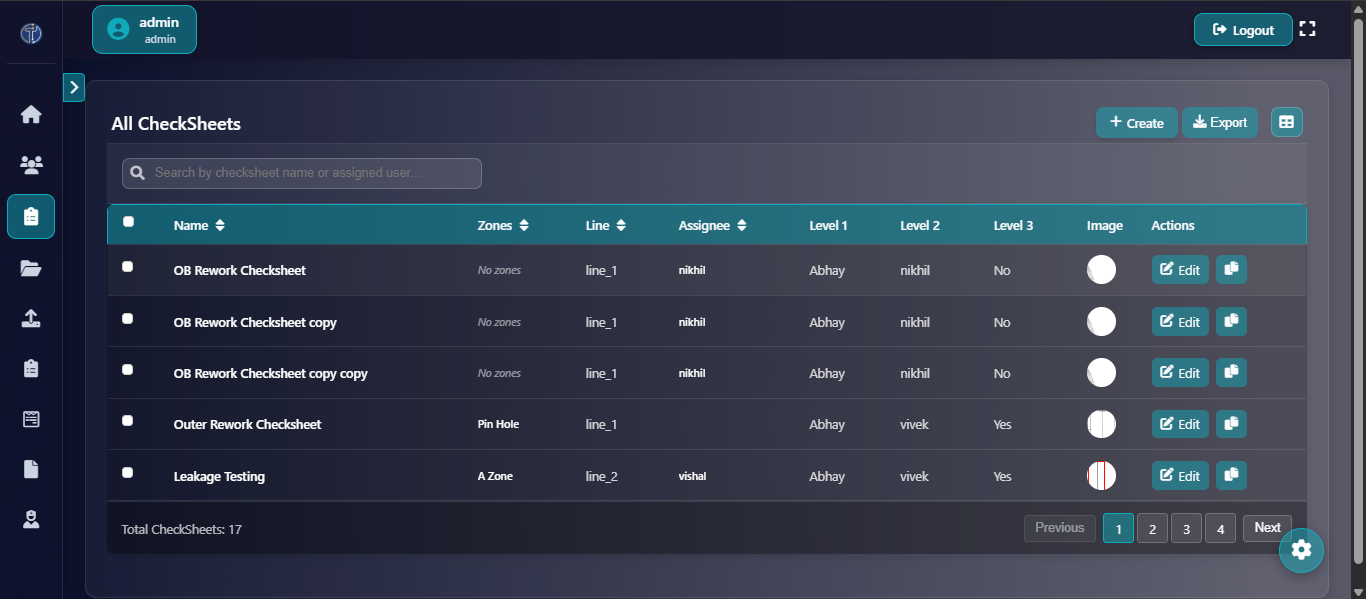 admin
admin
Logout
All CheckSheets
Create
Export
Search by checksheet name or assigned user...
Name Zones Line Assignee Level 1 Level 2 Level 3 Image Actions
OB Rework Checksheet No zones line_1 nikhil Abhay nikhil No Edit
OB Rework Checksheet copy No zones line_1 nikhil Abhay nikhil No Edit
OB Rework Checksheet copy copy No zones line_1 nikhil Abhay nikhil No Edit
Outer Rework Checksheet Pin Hole line_1 Abhay vivek Yes Edit
Leakage Testing A Zone line_2 vishal Abhay vivek Yes Edit
Total CheckSheets: 17 Previous 1 2 3 4 Next